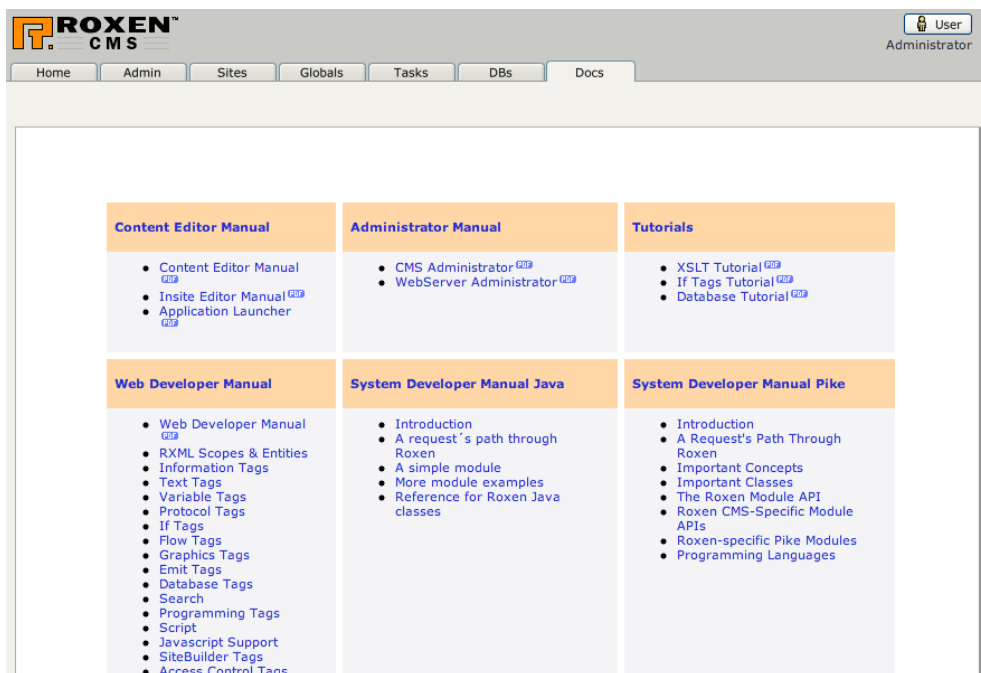 ROXEN™
CMS
User
Administrator
Home
Admin
Sites
Globals
Tasks
DBs
Docs
Content Editor Manual
Content Editor Manual
PDF
Insite Editor Manual PDF
Application Launcher
PDF
Administrator Manual
CMS Administrator PDF
WebServer Administrator PDF
Tutorials
XSLT Tutorial PDF
If Tags Tutorial PDF
Database Tutorial PDF
Web Developer Manual
Web Developer Manual
PDF
RXML Scopes & Entities
Information Tags
Text Tags
Variable Tags
Protocol Tags
If Tags
Flow Tags
Graphics Tags
Emit Tags
Database Tags
Search
Programming Tags
Script
Javascript Support
SiteBuilder Tags
Access Control Tags
System Developer Manual Java
Introduction
A request´s path through
Roxen
A simple module
More module examples
Reference for Roxen Java
classes
System Developer Manual Pike
Introduction
A Request's Path Through
Roxen
Important Concepts
Important Classes
The Roxen Module API
Roxen CMS-Specific Module
APIs
Roxen-specific Pike Modules
Programming Languages